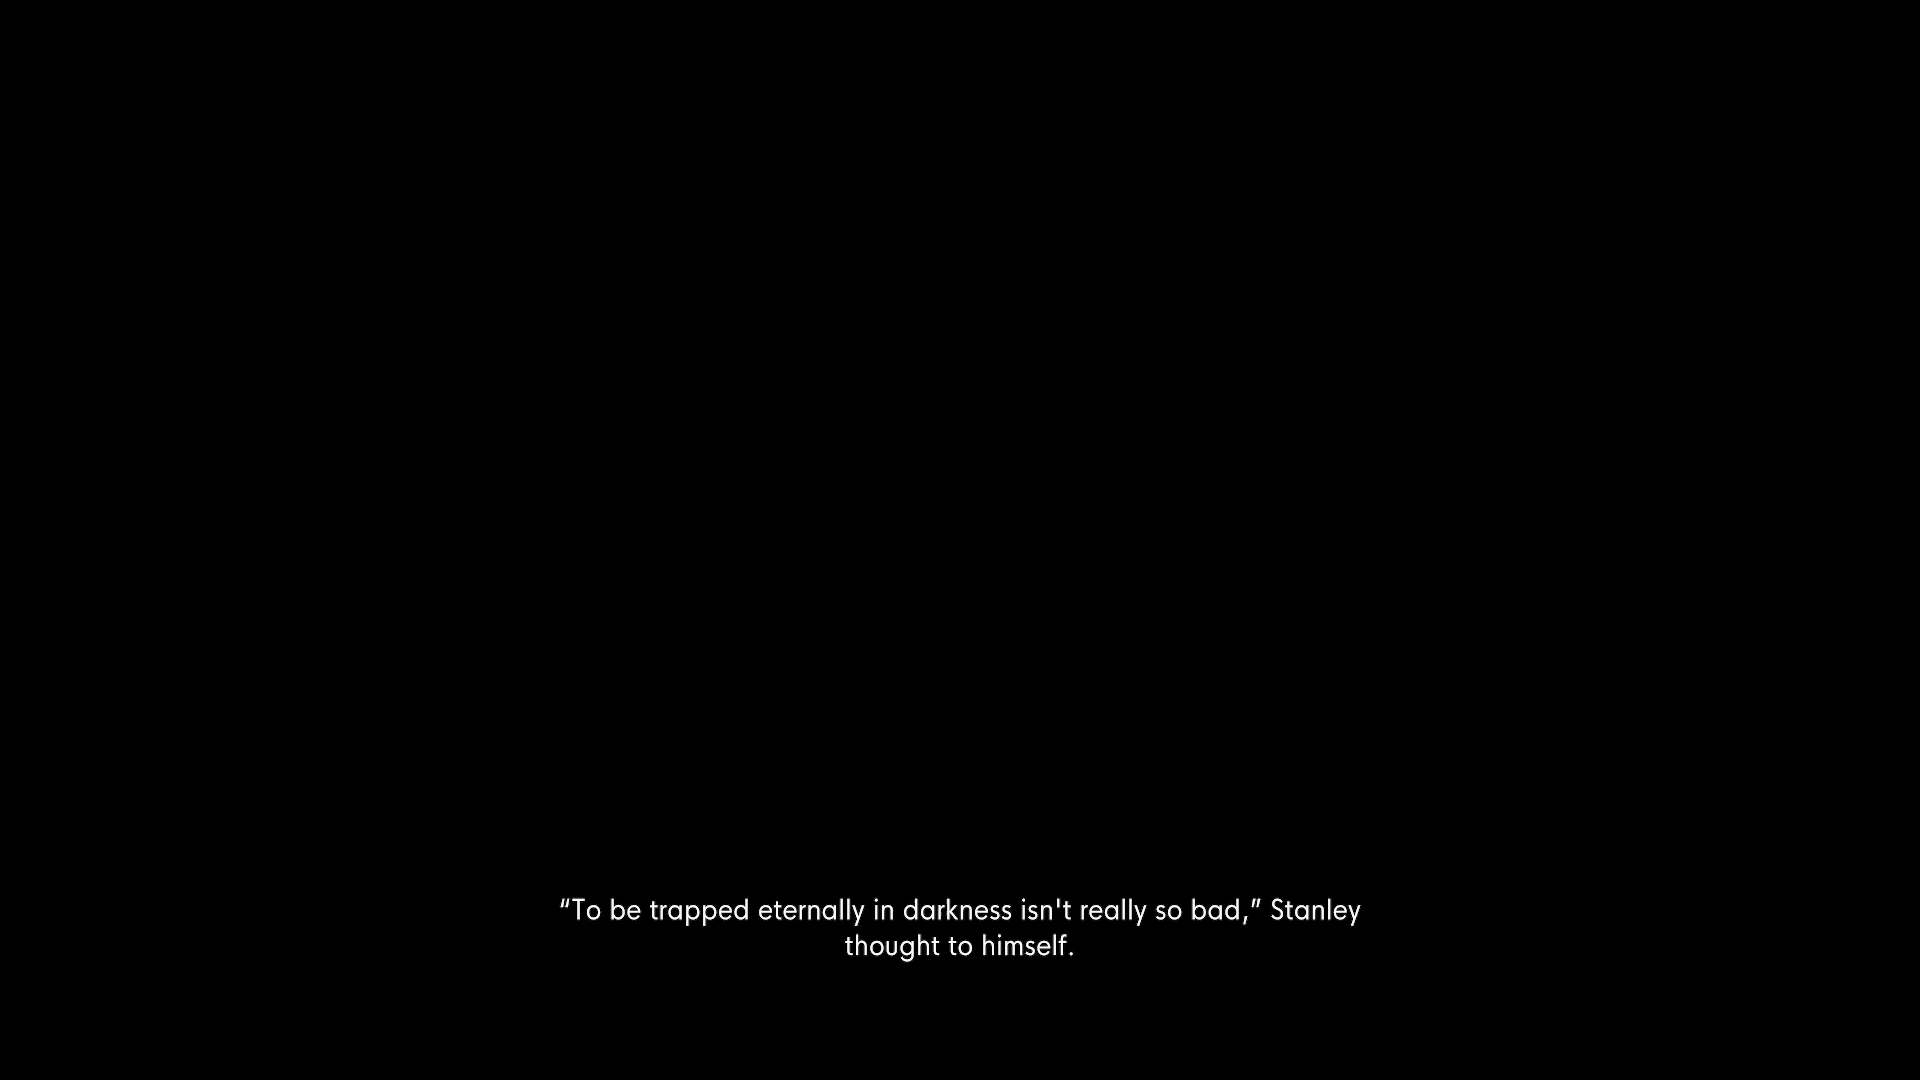 “To be trapped eternally in darkness isn't really so bad,” Stanley
thought to himself.